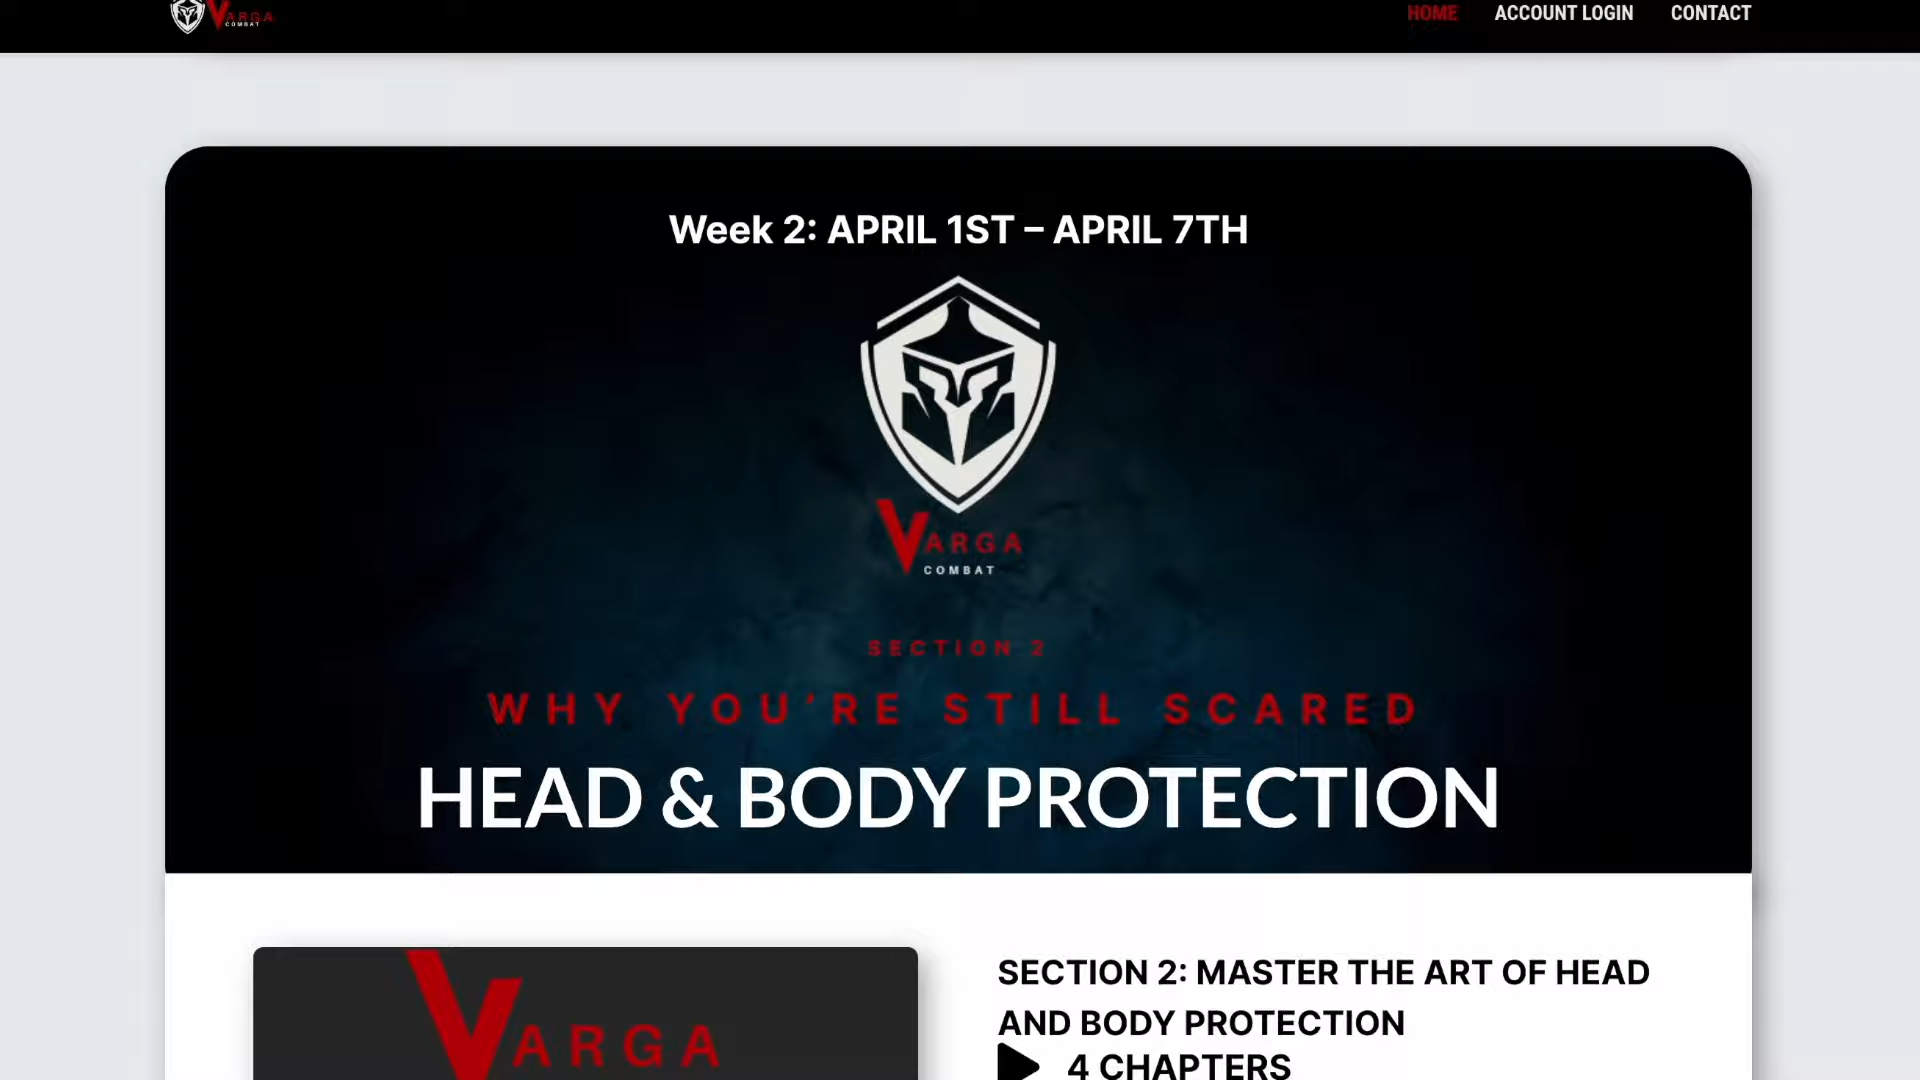 VARGA
COMBAT
HOME
ACCOUNT LOGIN
CONTACT
Week 2: APRIL 1ST – APRIL 7TH
VARGA
COMBAT
SECTION 2
WHY YOU'RE STILL SCARED
HEAD & BODY PROTECTION
VARGA
SECTION 2: MASTER THE ART OF HEAD
AND BODY PROTECTION
4 CHAPTERS